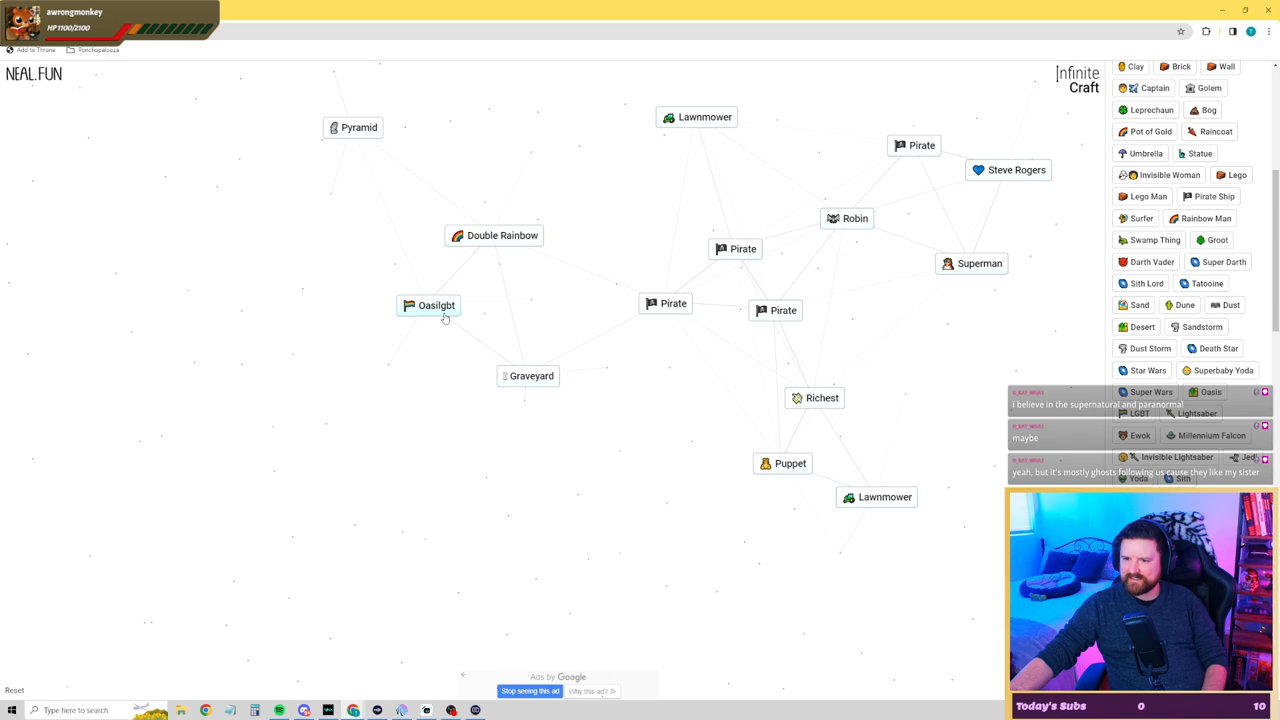 awrongmonkey
HP 1100/2100
Add to Throne
Ponchopalooza
NEAL.FUN
Infinite
Craft
Pyramid
Lawnmower
Pirate
Steve Rogers
Robin
Double Rainbow
Pirate
Superman
Oasilgbt
Pirate
Pirate
Graveyard
Richest
Puppet
Lawnmower
Clay Brick Wall
Captain Golem
Leprechaun Bog
Pot of Gold Raincoat
Umbrella Statue
Invisible Woman Lego
Lego Man Pirate Ship
Surfer Rainbow Man
Swamp Thing Groot
Darth Vader Super Darth
Sith Lord Tatooine
Sand Dune Dust
Desert Sandstorm
Dust Storm Death Star
Star Wars Superbaby Yoda
Super Wars Oasis
i believe in the supernatural and paranormal
LGBT Lightsaber
Ewok Millennium Falcon
maybe
Invisible Lightsaber Jedi
yeah, but it's mostly ghosts following us cause they like my sister
Yoda Sith
Ads by Google
Stop seeing this ad Why this ad?
Reset
Type here to search
Today's Subs 0 10